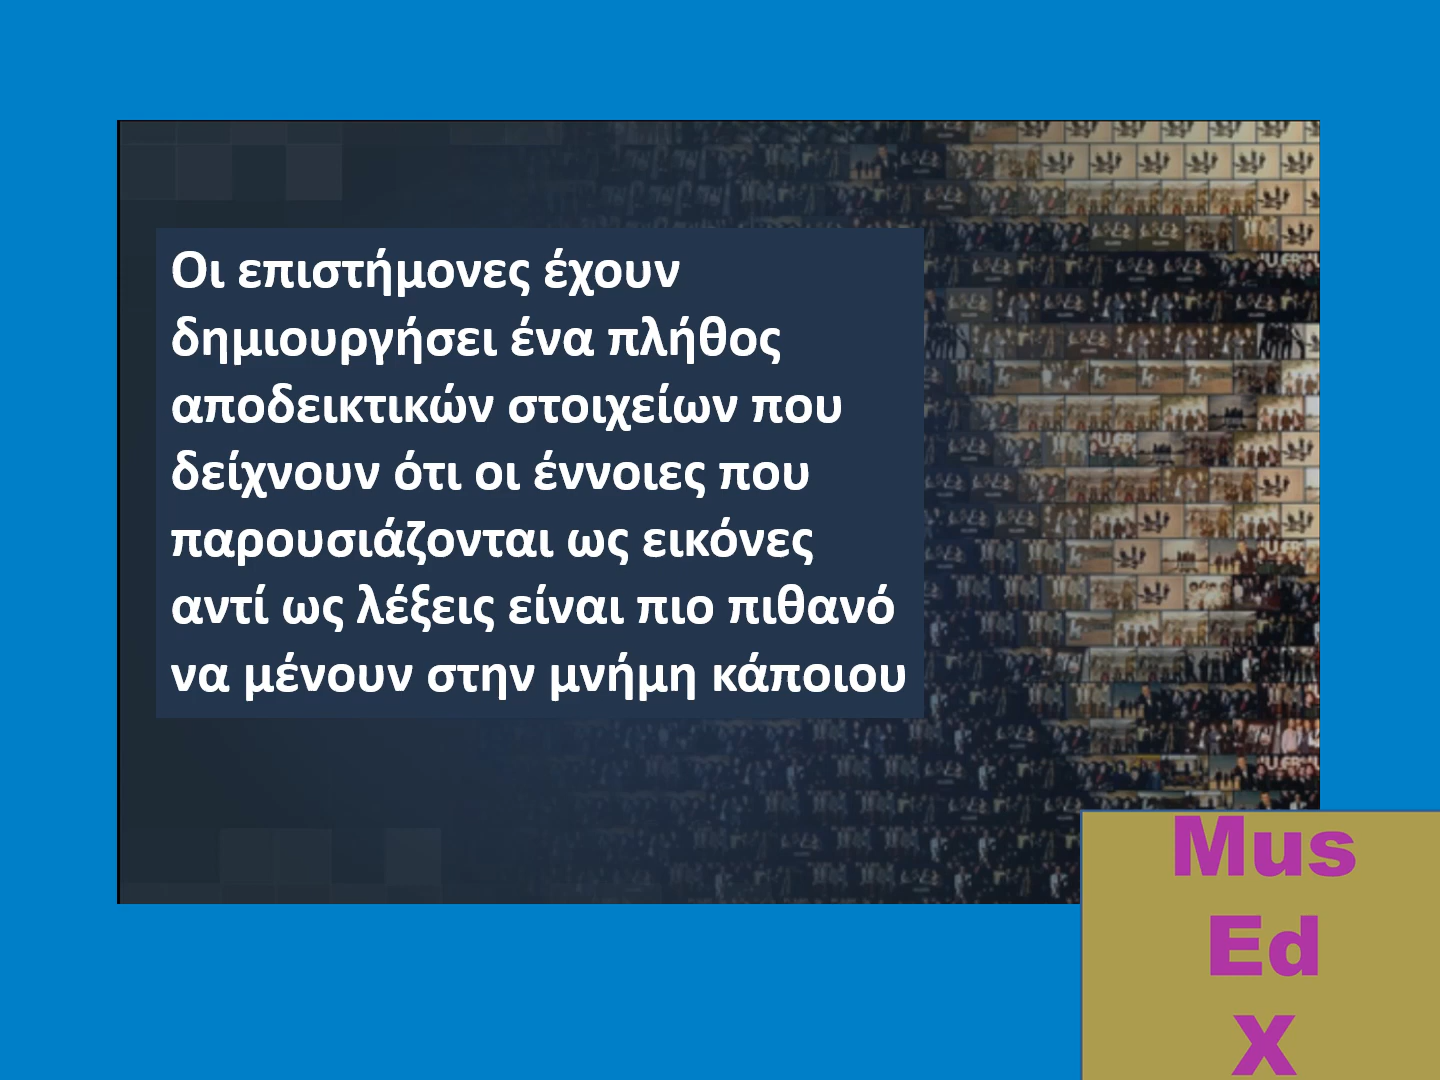 Οι επιστήμονες έχουν
δημιουργήσει ένα πλήθος
αποδεικτικών στοιχείων που
δείχνουν ότι οι έννοιες που
παρουσιάζονται ως εικόνες
αντί ως λέξεις είναι πιο πιθανό
να μένουν στην μνήμη κάποιου
Mus
Ed
X